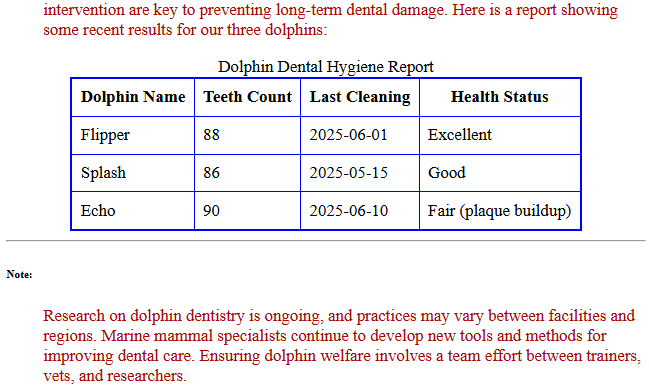 intervention are key to preventing long-term dental damage. Here is a report showing
some recent results for our three dolphins:
Dolphin Dental Hygiene Report
Dolphin Name Teeth Count Last Cleaning Health Status
Flipper 88 2025-06-01 Excellent
Splash 86 2025-05-15 Good
Echo 90 2025-06-10 Fair (plaque buildup)
Note:
Research on dolphin dentistry is ongoing, and practices may vary between facilities and
regions. Marine mammal specialists continue to develop new tools and methods for
improving dental care. Ensuring dolphin welfare involves a team effort between trainers,
vets, and researchers.